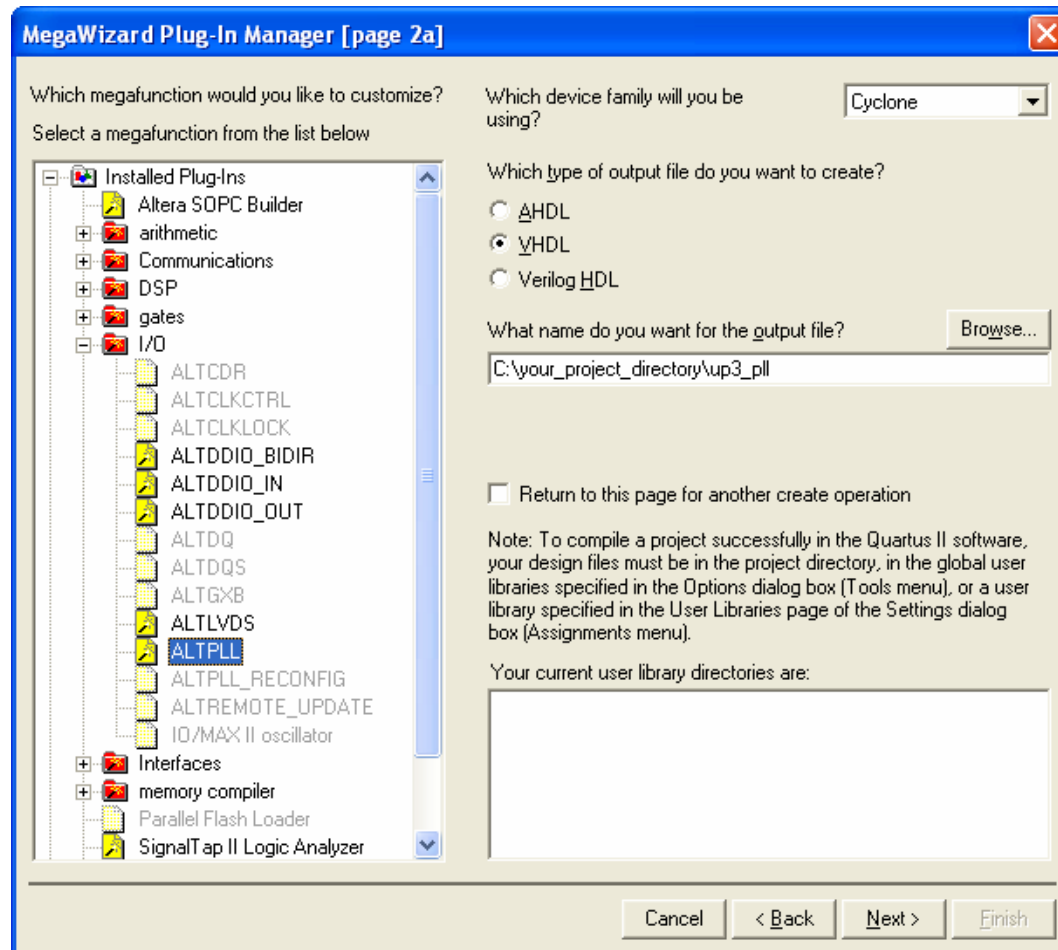 MegaWizard Plug-In Manager [page 2a]
Which megafunction would you like to customize?
Select a megafunction from the list below
Installed Plug-Ins
Altera SOPC Builder
arithmetic
Communications
DSP
gates
I/O
ALTCDR
ALTCLKCTRL
ALTCLKLOCK
ALTDDIO_BIDIR
ALTDDIO_IN
ALTDDIO_OUT
ALTDQ
ALTDQS
ALTGXB
ALTLVDS
ALTPLL
ALTPLL_RECONFIG
ALTREMOTE_UPDATE
IO/MAX II oscillator
Interfaces
memory compiler
Parallel Flash Loader
SignalTap II Logic Analyzer
Which device family will you be
using?
Cyclone
Which type of output file do you want to create?
AHDL
VHDL
Verilog HDL
What name do you want for the output file?
Browse...
C:\your_project_directory\up3_pll
Return to this page for another create operation
Note: To compile a project successfully in the Quartus II software,
your design files must be in the project directory, in the global user
libraries specified in the Options dialog box (Tools menu), or a user
library specified in the User Libraries page of the Settings dialog
box (Assignments menu).
Your current user library directories are:
Cancel
< Back
Next >
Finish